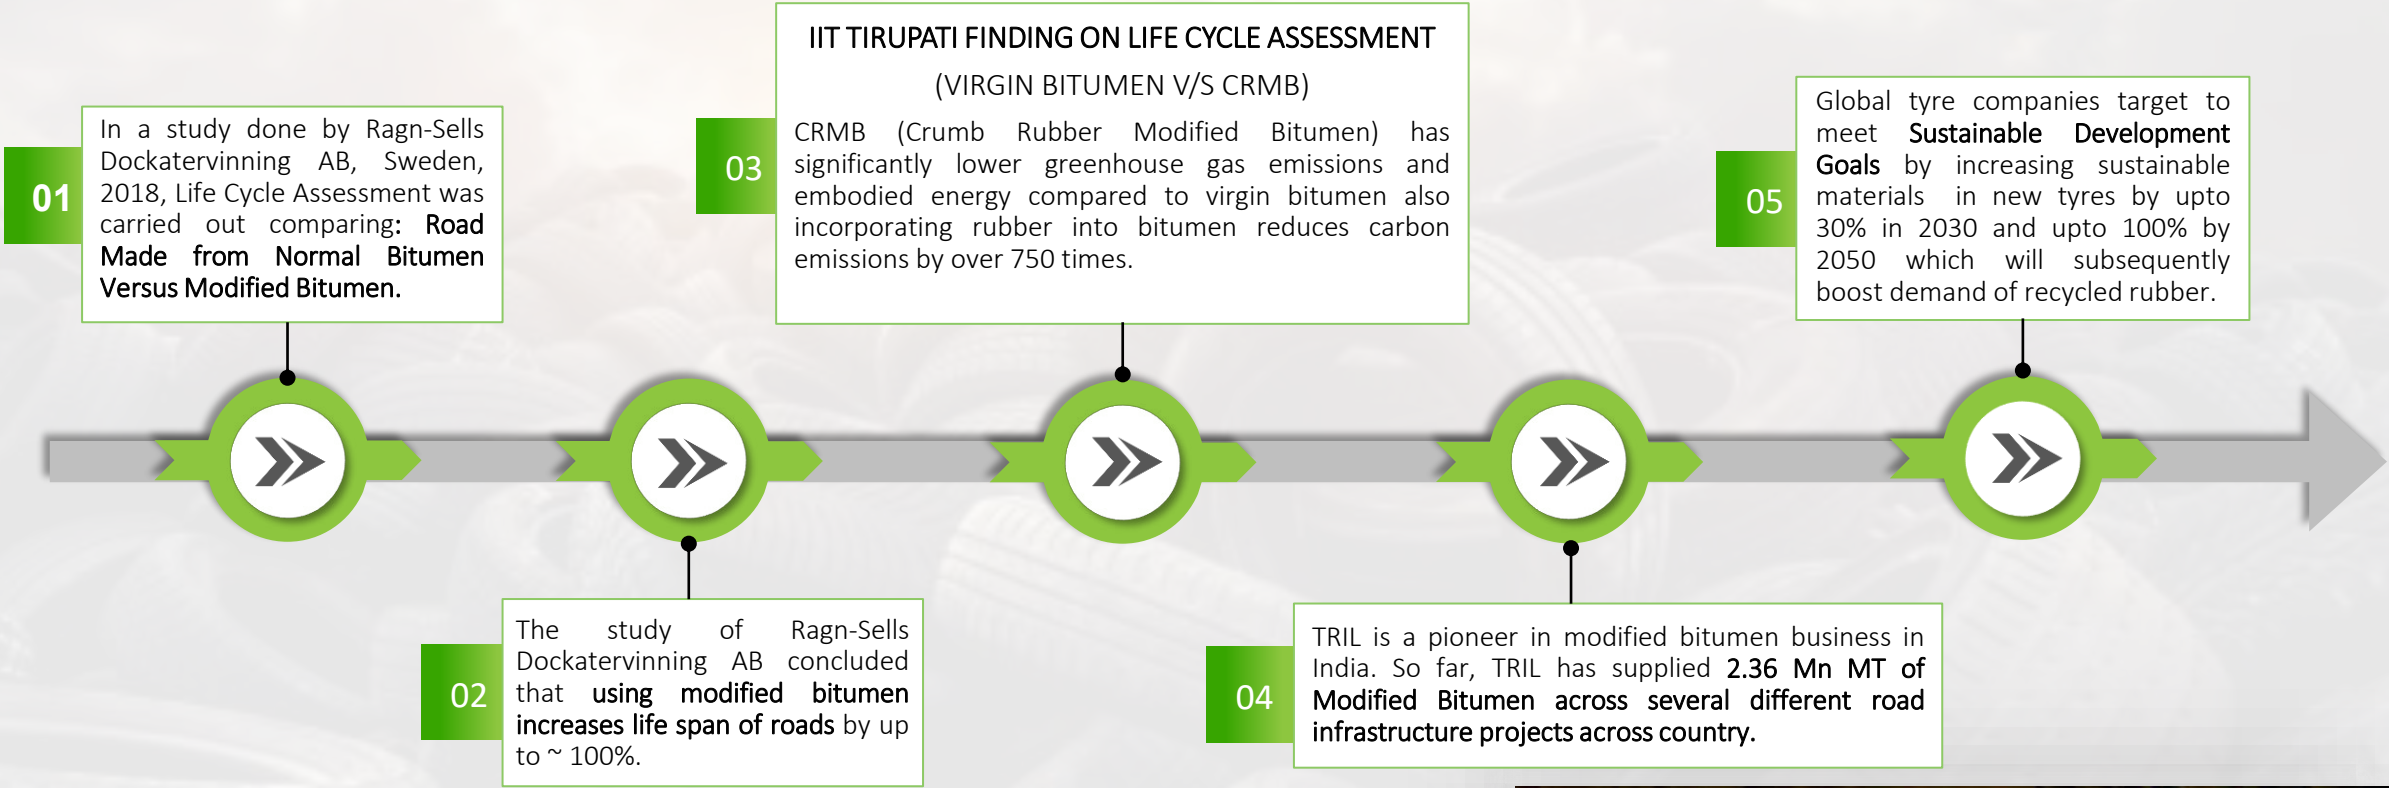 01
In a study done by Ragn-Sells
Dockatervinning AB, Sweden,
2018, Life Cycle Assessment was
carried out comparing: Road
Made from Normal Bitumen
Versus Modified Bitumen.
02
The study of Ragn-Sells
Dockatervinning AB concluded
that using modified bitumen
increases life span of roads by up
to ~ 100%.
03
IIT TIRUPATI FINDING ON LIFE CYCLE ASSESSMENT
(VIRGIN BITUMEN V/S CRMB)
CRMB (Crumb Rubber Modified Bitumen) has
significantly lower greenhouse gas emissions and
embodied energy compared to virgin bitumen also
incorporating rubber into bitumen reduces carbon
emissions by over 750 times.
04
TRIL is a pioneer in modified bitumen business in
India. So far, TRIL has supplied 2.36 Mn MT of
Modified Bitumen across several different road
infrastructure projects across country.
05
Global tyre companies target to
meet Sustainable Development
Goals by increasing sustainable
materials in new tyres by upto
30% in 2030 and upto 100% by
2050 which will subsequently
boost demand of recycled rubber.